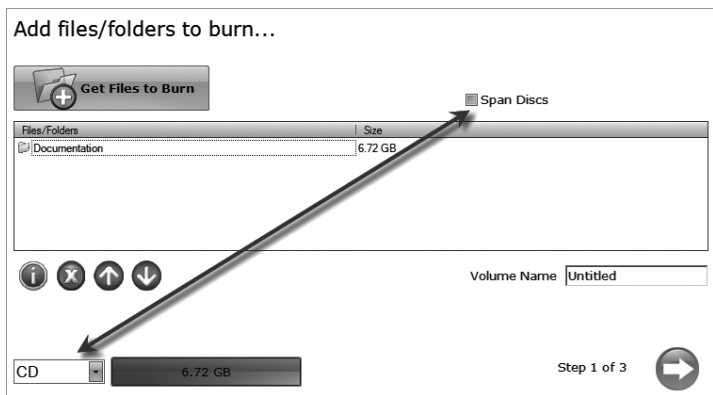 Add files/folders to burn...
Get Files to Burn
Span Discs
Files/Folders Size
Documentation 6.72 GB
Volume Name Untitled
CD 6.72 GB
Step 1 of 3